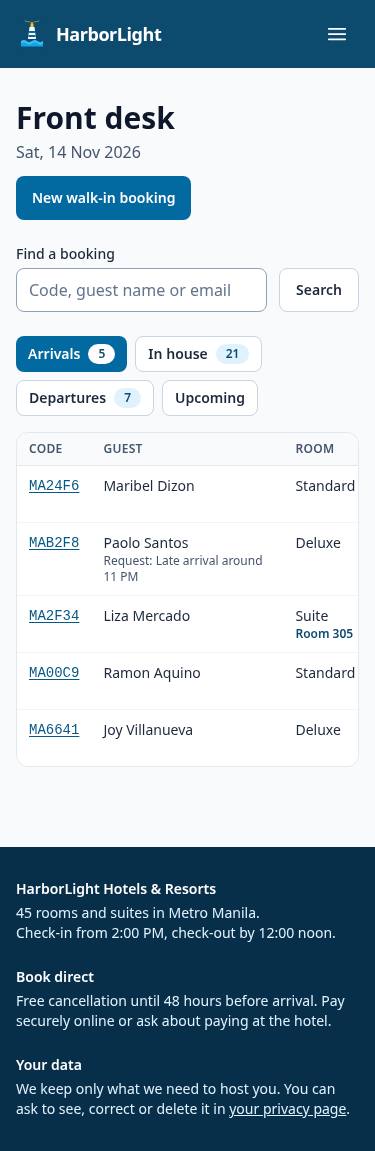 HarborLight
Front desk
Sat, 14 Nov 2026
New walk-in booking
Find a booking
Code, guest name or email
Search
Arrivals 5
In house 21
Departures 7
Upcoming
CODE GUEST ROOM
MA24F6 Maribel Dizon Standard
MAB2F8 Paolo Santos Deluxe
Request: Late arrival around
11 PM
MA2F34 Liza Mercado Suite
Room 305
MA00C9 Ramon Aquino Standard
MA6641 Joy Villanueva Deluxe
HarborLight Hotels & Resorts
45 rooms and suites in Metro Manila.
Check-in from 2:00 PM, check-out by 12:00 noon.
Book direct
Free cancellation until 48 hours before arrival. Pay
securely online or ask about paying at the hotel.
Your data
We keep only what we need to host you. You can
ask to see, correct or delete it in your privacy page.